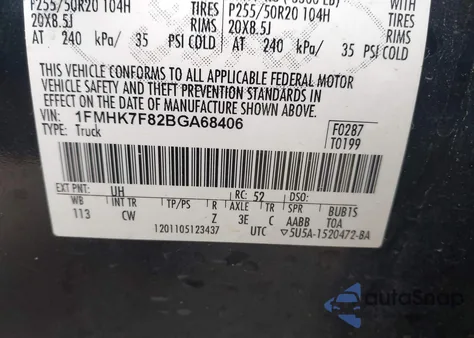 P255/50R20 104H P255/50R20 104H
20X8.5J RIMS 20X8.5J RIMS
AT 240 kPa/ 35 PSI COLD AT 240 kPa/ 35 PSI COLD
THIS VEHICLE CONFORMS TO ALL APPLICABLE FEDERAL MOTOR
VEHICLE SAFETY AND THEFT PREVENTION STANDARDS IN
EFFECT ON THE DATE OF MANUFACTURE SHOWN ABOVE.
VIN: 1FMHK7F82BGA68406
TYPE: Truck
F0287
T0199
EXT PNT: UH RC: 52 DSO:
WB INT TR TP/PS R AXLE TR SPR BUBTS
113 CW Z 3E C AABB TOA
1201105123437 UTC ▽5U5A-1520472-BA
autoSnap